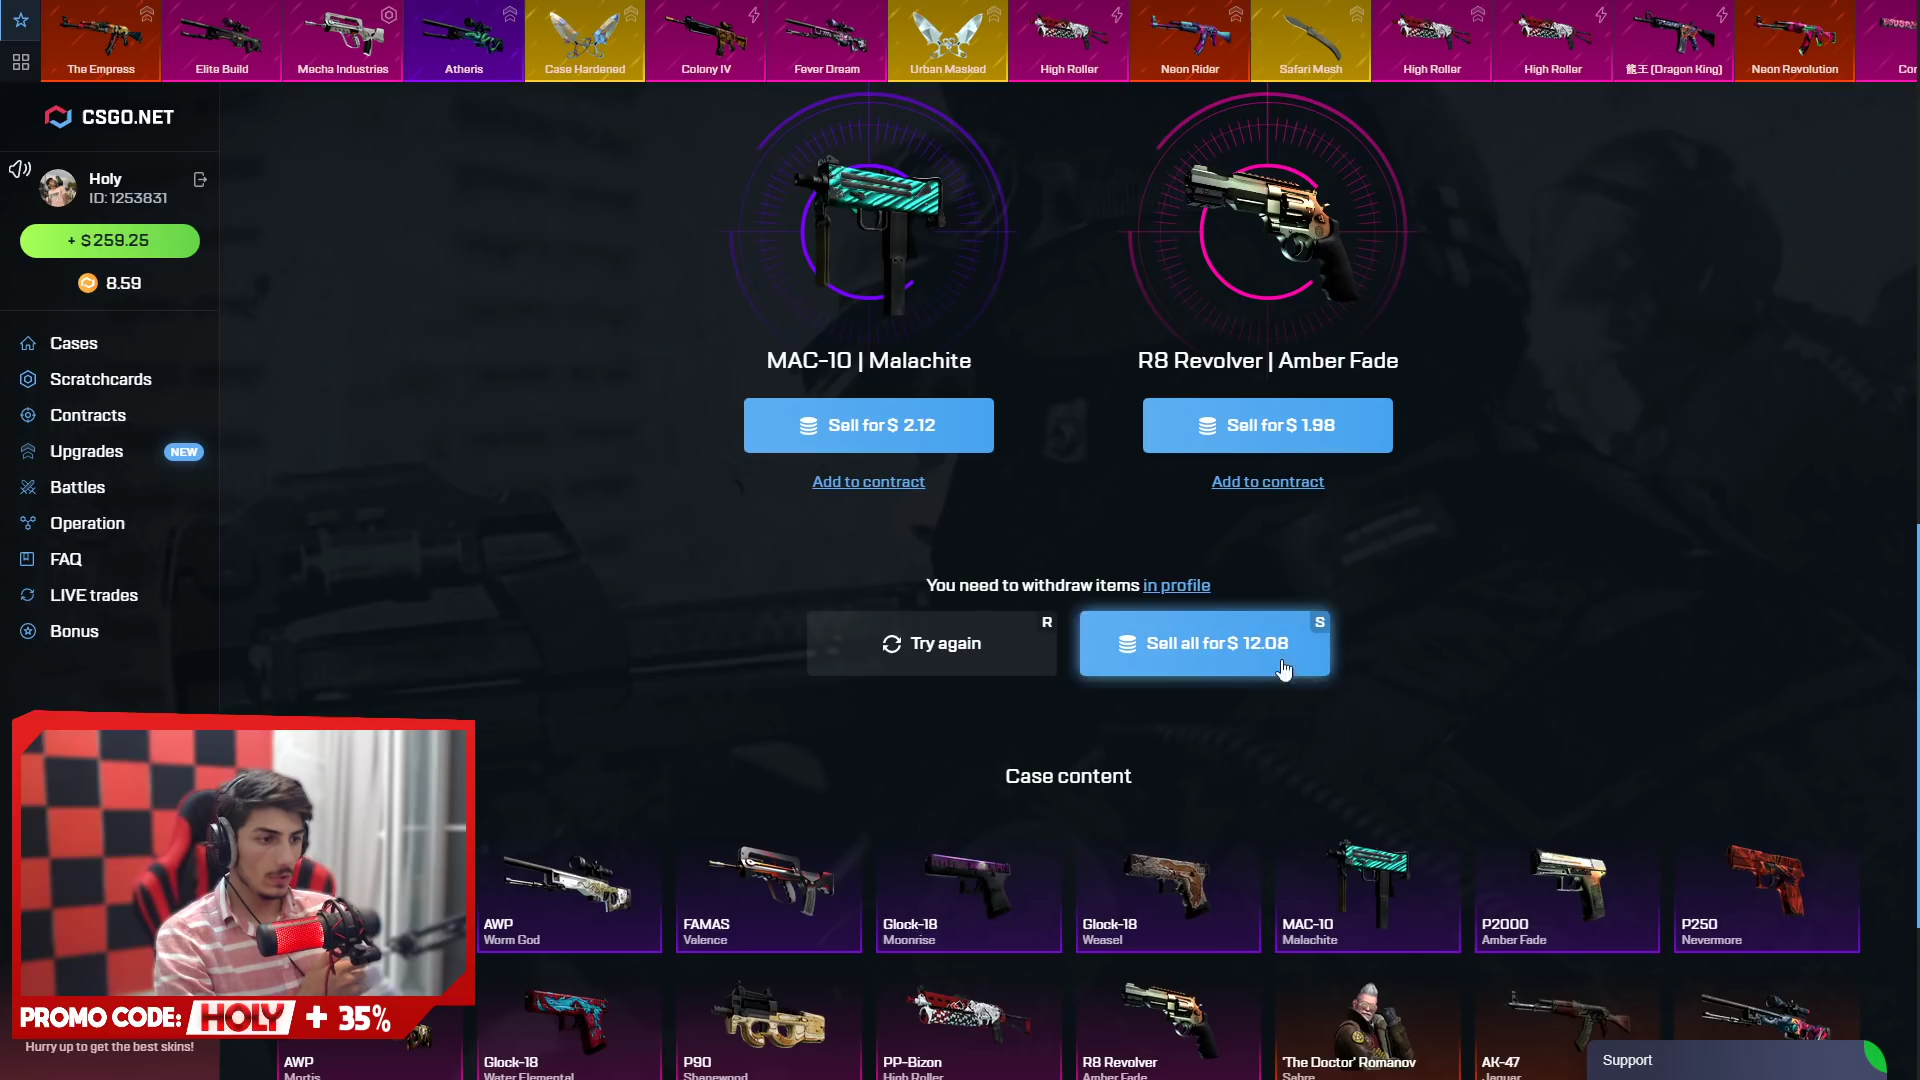 The Empress
Elite Build
Mecha Industries
Atheris
Case Hardened
Colony IV
Fever Dream
Urban Masked
High Roller
Neon Rider
Safari Mesh
High Roller
High Roller
龍王 (Dragon King)
Neon Revolution
CSGO.NET
Holy
ID: 1253831
+ $ 259.25
8.59
Cases
Scratchcards
Contracts
Upgrades NEW
Battles
Operation
FAQ
LIVE trades
Bonus
MAC-10 | Malachite
R8 Revolver | Amber Fade
Sell for $ 2.12
Sell for $ 1.98
Add to contract
Add to contract
You need to withdraw items in profile
Try again R
Sell all for $ 12.08 S
Case content
AWP
Worm God
FAMAS
Valence
Glock-18
Moonrise
Glock-18
Weasel
MAC-10
Malachite
P2000
Amber Fade
P250
Nevermore
PROMO CODE: HOLY + 35%
Hurry up to get the best skins!
AWP
Mortis
Glock-18
Water Elemental
P90
Shapewood
PP-Bizon
High Roller
R8 Revolver
Amber Fade
'The Doctor' Romanov
Sabre
AK-47
Jaguar
Support